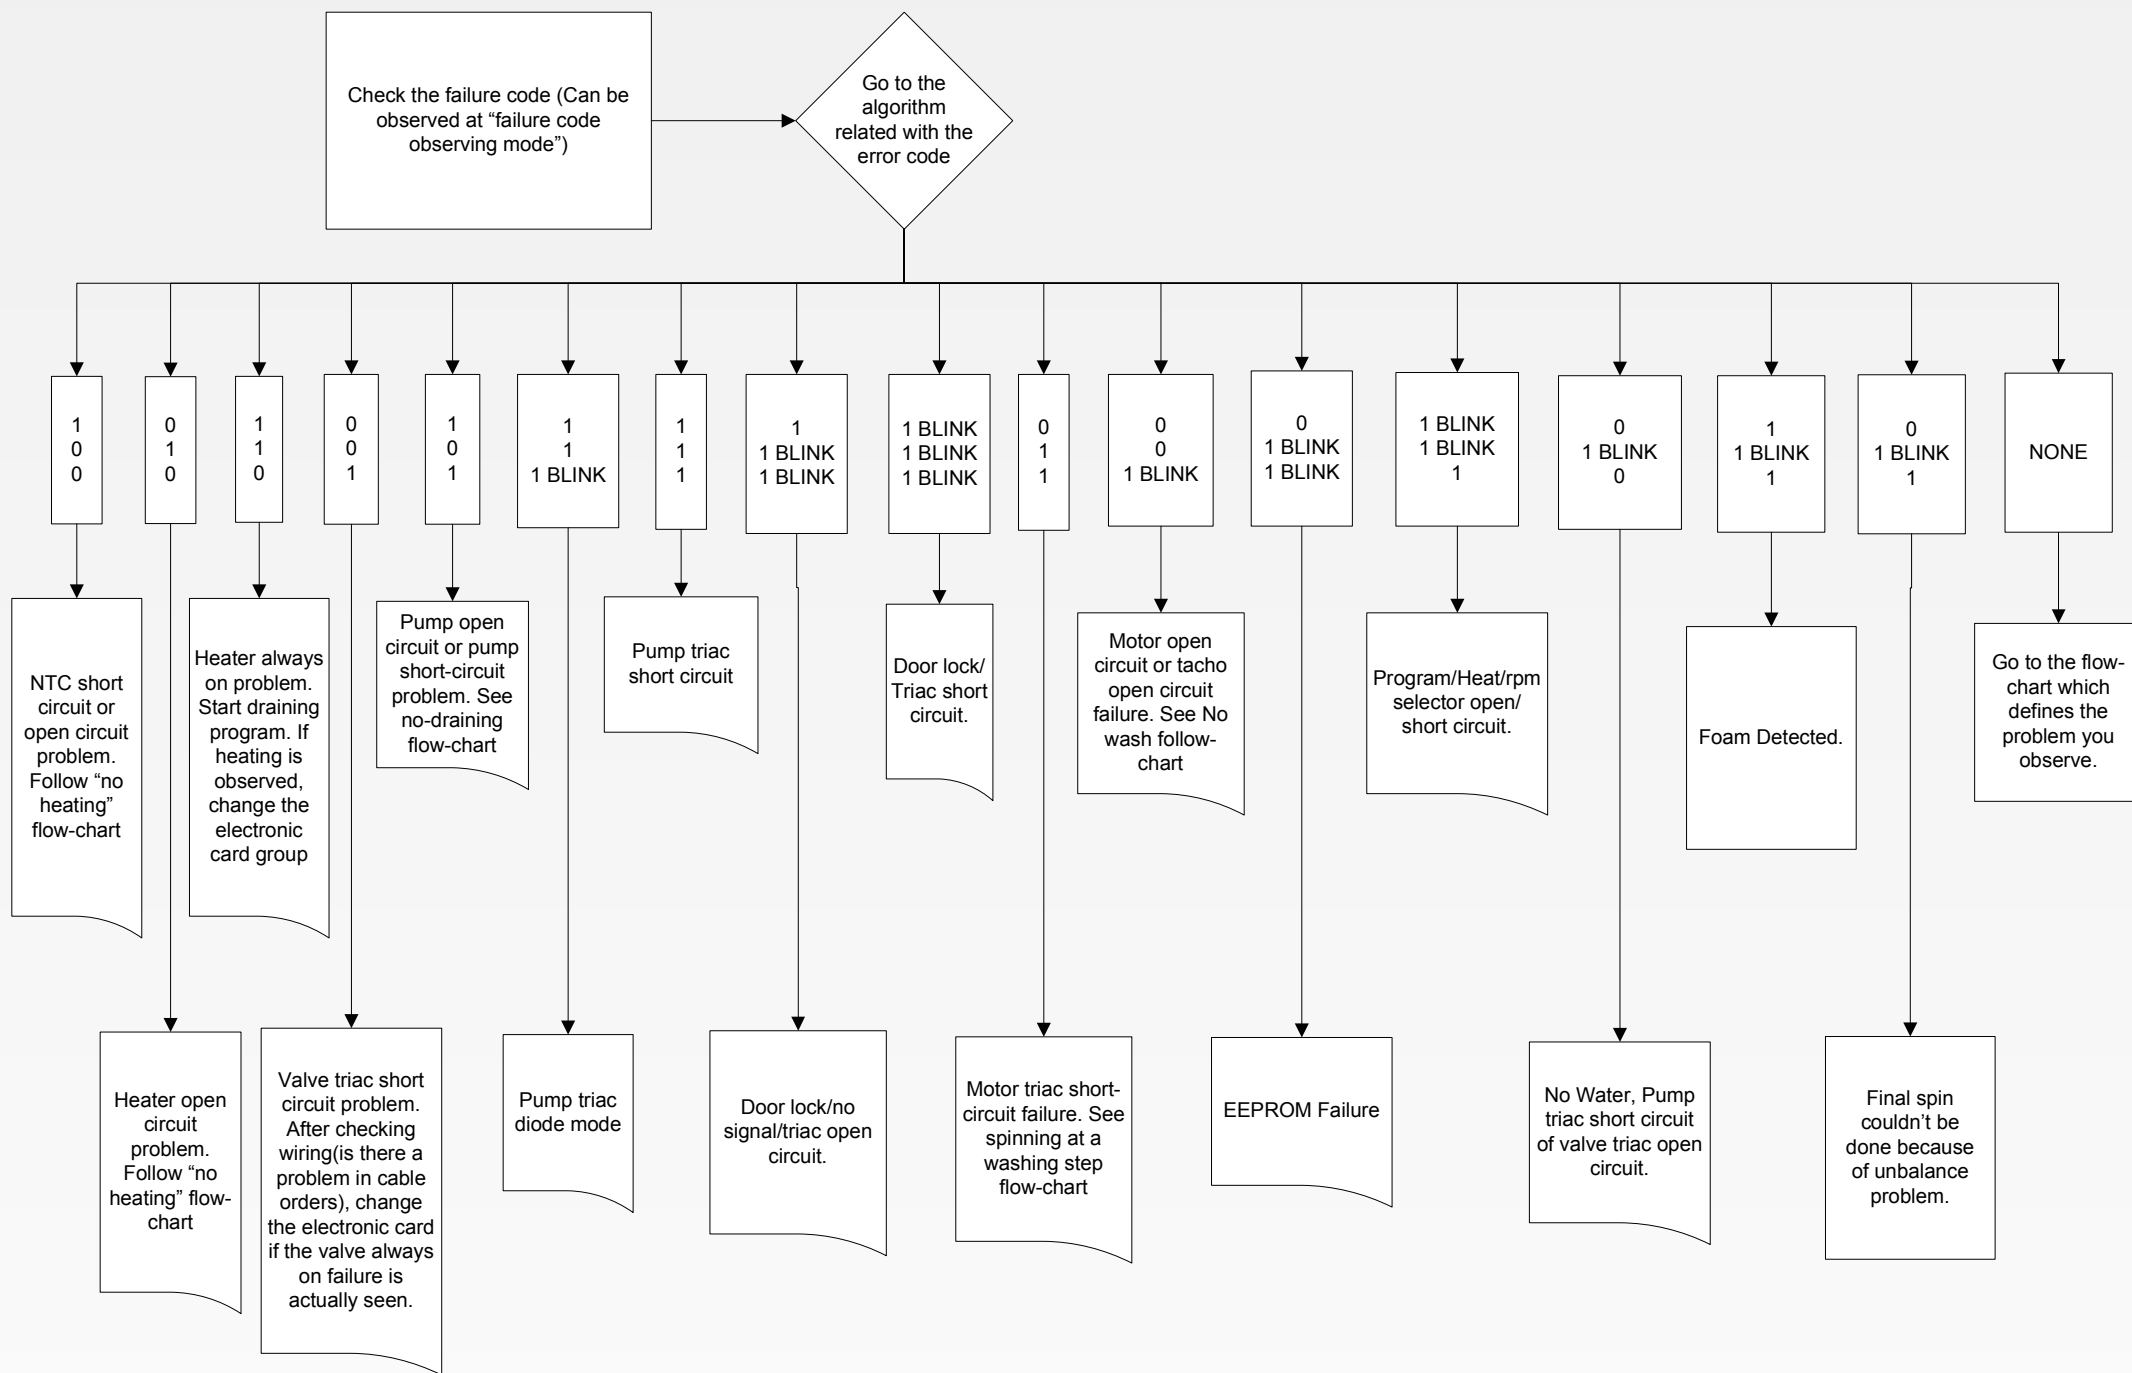 Check the failure code (Can be
observed at “failure code
observing mode”)
Go to the
algorithm
related with the
error code
1
0
0
0
1
0
1
1
0
0
0
1
1
0
1
1
1
1 BLINK
1
1
1
1
1 BLINK
1 BLINK
1 BLINK
1 BLINK
1 BLINK
0
1
1
0
0
1 BLINK
0
1 BLINK
1 BLINK
1 BLINK
1 BLINK
1
0
1 BLINK
0
1
1 BLINK
1
0
1 BLINK
1
NONE
NTC short
circuit or
open circuit
problem.
Follow “no
heating”
flow-chart
Heater always
on problem.
Start draining
program. If
heating is
observed,
change the
electronic
card group
Pump open
circuit or pump
short-circuit
problem. See
no-draining
flow-chart
Pump triac
short circuit
Door lock/
Triac short
circuit.
Motor open
circuit or tacho
open circuit
failure. See No
wash follow-
chart
Program/Heat/rpm
selector open/
short circuit.
Foam Detected.
Go to the flow-
chart which
defines the
problem you
observe.
Heater open
circuit
problem.
Follow “no
heating” flow-
chart
Valve triac short
circuit problem.
After checking
wiring(is there a
problem in cable
orders), change
the electronic card
if the valve always
on failure is
actually seen.
Pump triac
diode mode
Door lock/no
signal/triac open
circuit.
Motor triac short-
circuit failure. See
spinning at a
washing step
flow-chart
EEPROM Failure
No Water, Pump
triac short circuit
of valve triac open
circuit.
Final spin
couldn’t be
done because
of unbalance
problem.